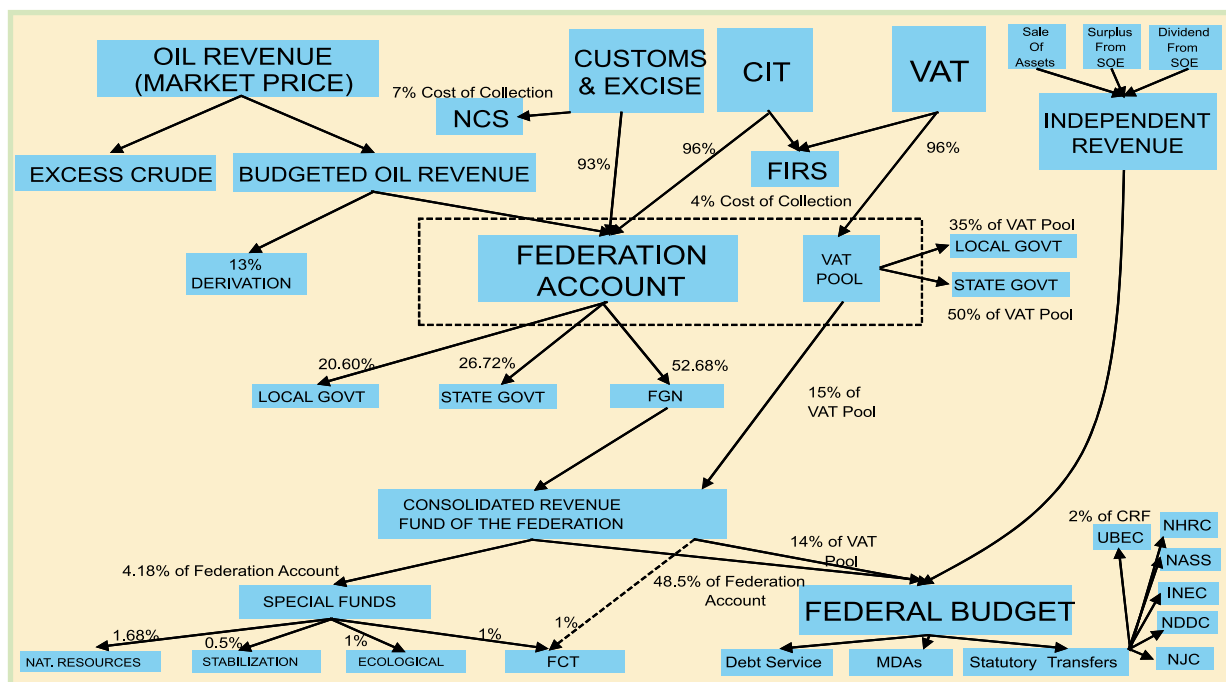 OIL REVENUE
(MARKET PRICE)
CUSTOMS
& EXCISE
CIT
VAT
Sale
Of
Assets
Surplus
From
SOE
Dividend
From
SOE
7% Cost of Collection
NCS
INDEPENDENT
REVENUE
EXCESS CRUDE
BUDGETED OIL REVENUE
93%
96%
FIRS
96%
4% Cost of Collection
13%
DERIVATION
FEDERATION
ACCOUNT
VAT
POOL
35% of VAT Pool
LOCAL GOVT
STATE GOVT
50% of VAT Pool
20.60%
26.72%
52.68%
LOCAL GOVT
STATE GOVT
FGN
15% of
VAT Pool
CONSOLIDATED REVENUE
FUND OF THE FEDERATION
14% of VAT
Pool
2% of CRF
UBEC
NHRC
NASS
INEC
NDDC
NJC
4.18% of Federation Account
48.5% of Federation
Account
SPECIAL FUNDS
FEDERAL BUDGET
1.68%
0.5%
1%
1%
1%
NAT. RESOURCES
STABILIZATION
ECOLOGICAL
FCT
Debt Service
MDAs
Statutory Transfers